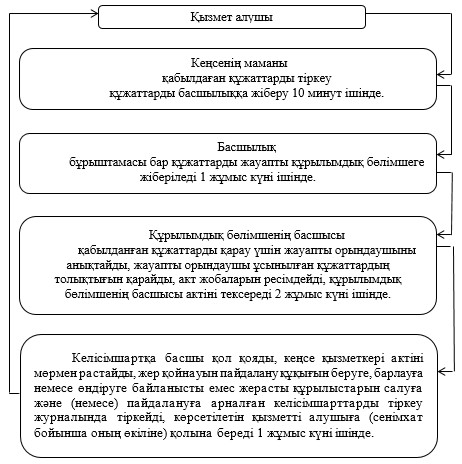 Қызмет алушы
Кеңсенің маманы
қабылдаған құжаттарды тіркеу
құжаттарды басшылыққа жіберу 10 минут ішінде.
Басшылық
бұрыштамасы бар құжаттарды жауапты құрылымдық бөлімшеге
жіберіледі 1 жұмыс күні ішінде.
Құрылымдық бөлімшенің басшысы
қабылданған құжаттарды қарау үшін жауапты орындаушыны
анықтайды, жауапты орындаушы ұсынылған құжаттардың
толықтығын қарайды, акт жобаларын ресімдейді, құрылымдық
бөлімшенің басшысы актіні тексереді 2 жұмыс күні ішінде.
Келісімшартқа басшы қол қояды, кеңсе қызметкері актіні
мөрмен растайды, жер қойнауын пайдалану құқығын беруге, барлауға
немесе өндіруге байланысты емес жерасты құрылыстарын салуға
және (немесе) пайдалануға арналған келісімшарттарды тіркеу
журналында тіркейді, көрсетілетін қызметті алушыға (сенімхат
бойынша оның өкіліне) қолына береді 1 жұмыс күні ішінде.